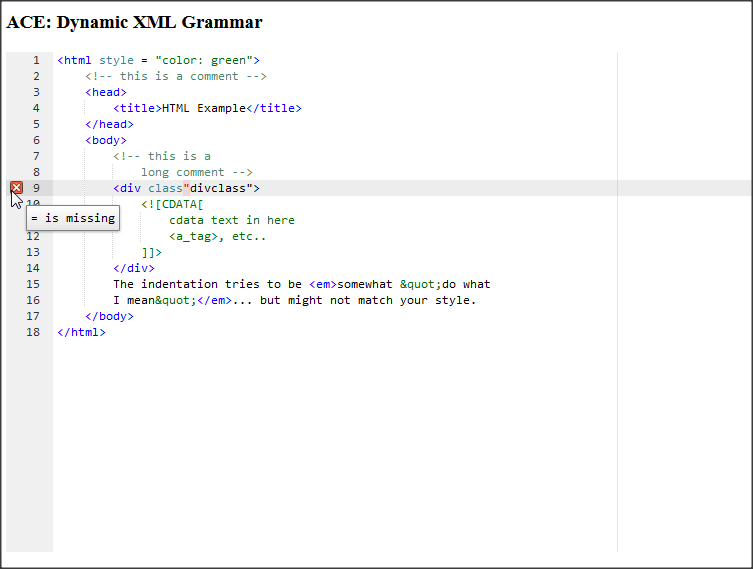 ACE: Dynamic XML Grammar
1 <html style = "color: green">
2 <!-- this is a comment -->
3 <head>
4 <title>HTML Example</title>
5 </head>
6 <body>
7 <!-- this is a
8 long comment -->
9 <div class"divclass">
<![CDATA[
= is missing cdata text in here
12 <a_tag>, etc..
13 ]]>
14 </div>
15 The indentation tries to be <em>somewhat &quot;do what
16 I mean&quot;</em>... but might not match your style.
17 </body>
18 </html>